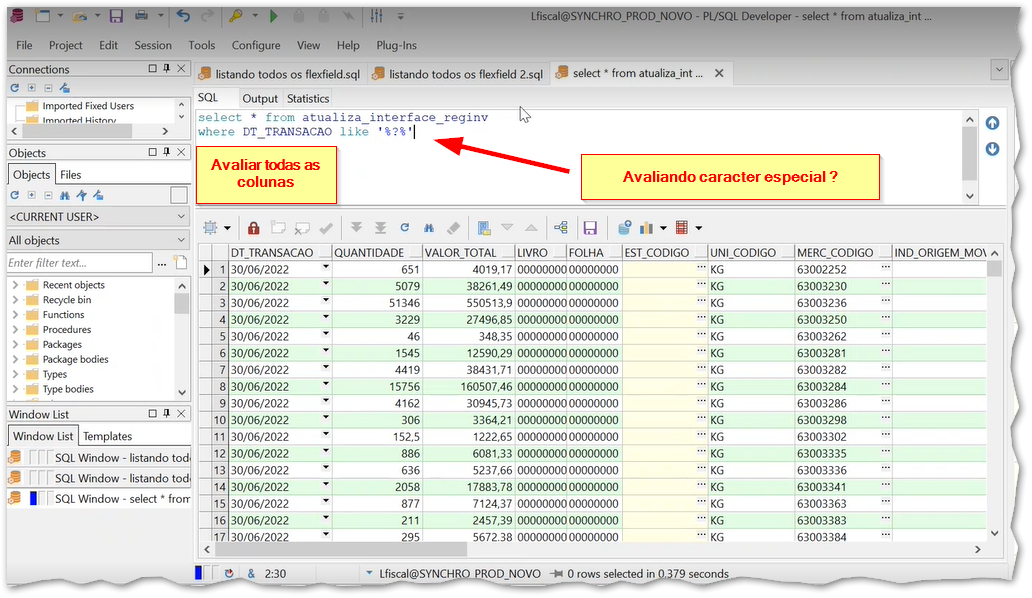 Lfiscal@SYNCHRO_PROD_NOVO - PL/SQL Developer - select * from atualiza_int ...
File Project Edit Session Tools Configure View Help Plug-Ins
Connections
Imported Fixed Users
Imported History
Objects
Objects Files
<CURRENT USER>
All objects
Enter filter text... ...
Recent objects
Recycle bin
Functions
Procedures
Packages
Package bodies
Types
Type bodies
Window List
Window List Templates
SQL Window - listando tod
SQL Window - listando tod
SQL Window - select * from
listando todos os flexfield.sql listando todos os flexfield 2.sql select * from atualiza_int ...
SQL Output Statistics
select * from atualiza_interface_reginv
where DT_TRANSACAO like '%?%'
Avaliar todas as
colunas
Avaliando caracter especial ?
DT_TRANSACAO QUANTIDADE VALOR_TOTAL LIVRO FOLHA EST_CODIGO UNI_CODIGO MERC_CODIGO IND_ORIGEM_MOV
1 30/06/2022 651 4019,17 00000000 00000000 KG 63002252
2 30/06/2022 5079 38261,49 00000000 00000000 KG 63003230
3 30/06/2022 51346 550513,9 00000000 00000000 KG 63003236
4 30/06/2022 3229 27496,85 00000000 00000000 KG 63003250
5 30/06/2022 46 348,35 00000000 00000000 KG 63003262
6 30/06/2022 1545 12590,29 00000000 00000000 KG 63003281
7 30/06/2022 4419 38431,71 00000000 00000000 KG 63003282
8 30/06/2022 15756 160507,46 00000000 00000000 KG 63003284
9 30/06/2022 4162 30945,73 00000000 00000000 KG 63003286
10 30/06/2022 306 3364,21 00000000 00000000 KG 63003298
11 30/06/2022 152,5 1222,65 00000000 00000000 KG 63003302
12 30/06/2022 886 6081,33 00000000 00000000 KG 63003335
13 30/06/2022 636 5237,66 00000000 00000000 KG 63003336
14 30/06/2022 2058 17883,78 00000000 00000000 KG 63003341
15 30/06/2022 877 7124,37 00000000 00000000 KG 63003363
16 30/06/2022 211 2457,39 00000000 00000000 KG 63003383
17 30/06/2022 295 5672,38 00000000 00000000 KG 63003384
& 2:30 Lfiscal@SYNCHRO_PROD_NOVO 0 rows selected in 0.379 seconds